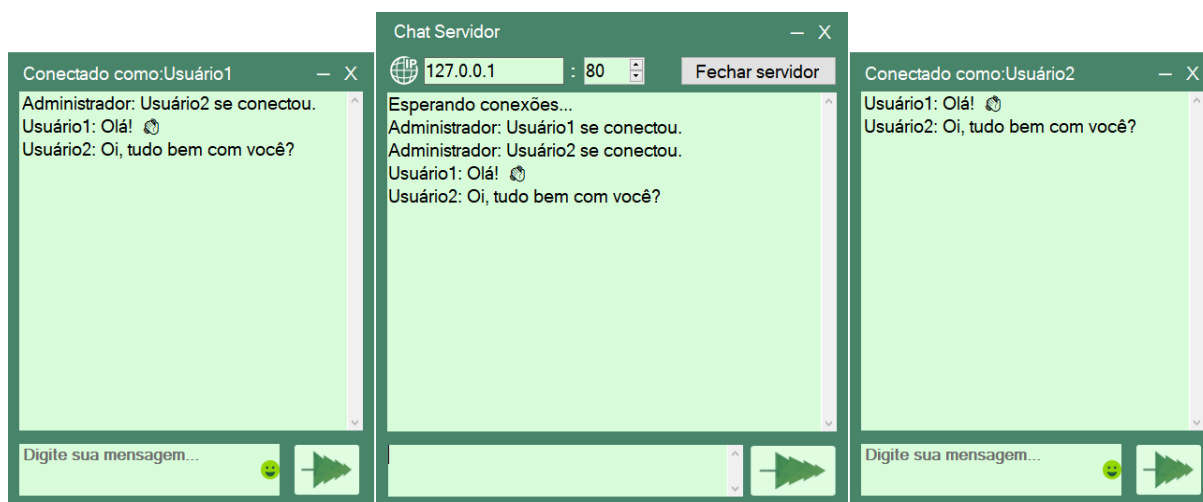 Conectado como:Usuário1 – X
Administrador: Usuário2 se conectou.
Usuário1: Olá! 👋
Usuário2: Oi, tudo bem com você?
Digite sua mensagem...
Chat Servidor – X
IP 127.0.0.1 : 80 Fechar servidor
Esperando conexões...
Administrador: Usuário1 se conectou.
Administrador: Usuário2 se conectou.
Usuário1: Olá! 👋
Usuário2: Oi, tudo bem com você?
Conectado como:Usuário2 – X
Usuário1: Olá! 👋
Usuário2: Oi, tudo bem com você?
Digite sua mensagem...